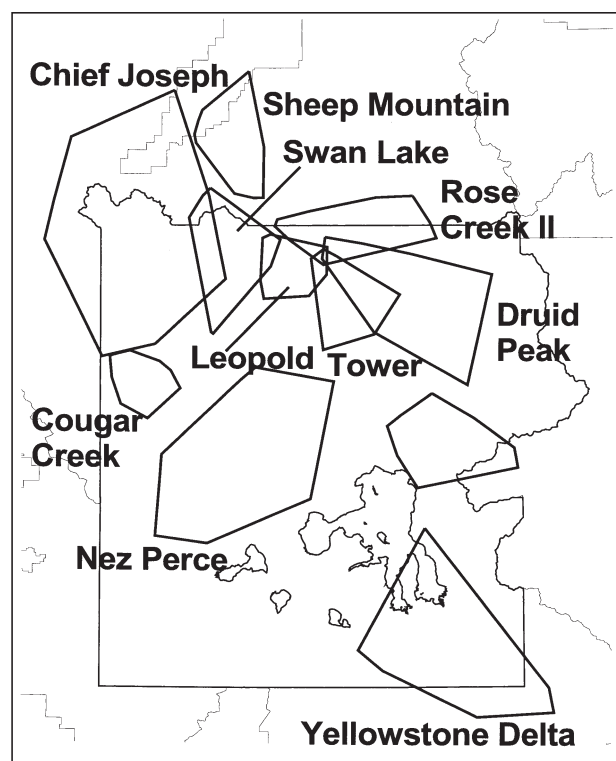 Chief Joseph
Sheep Mountain
Swan Lake
Rose
Creek II
Druid
Peak
Leopold
Tower
Cougar
Creek
Nez Perce
Yellowstone Delta